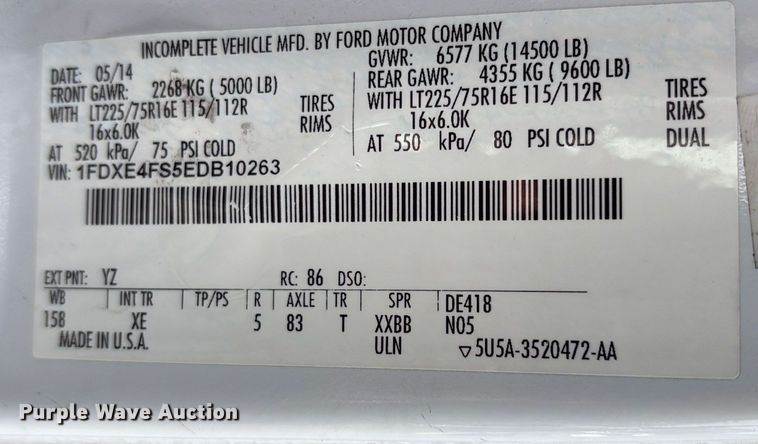 INCOMPLETE VEHICLE MFD. BY FORD MOTOR COMPANY
DATE: 05/14
GVWR: 6577 KG (14500 LB)
FRONT GAWR: 2268 KG ( 5000 LB)
REAR GAWR: 4355 KG ( 9600 LB)
WITH LT225/75R16E 115/112R TIRES
WITH LT225/75R16E 115/112R TIRES
16x6.0K RIMS
16x6.0K RIMS
AT 520 kPa/ 75 PSI COLD
AT 550 kPa/ 80 PSI COLD DUAL
VIN: 1FDXE4FS5EDB10263
EXT PNT: YZ RC: 86 DSO:
WB | INT TR | TP/PS | R | AXLE | TR | SPR DE418
158 XE 5 83 T XXBB N05
MADE IN U.S.A. ULN ▽5U5A-3520472-AA
Purple Wave Auction